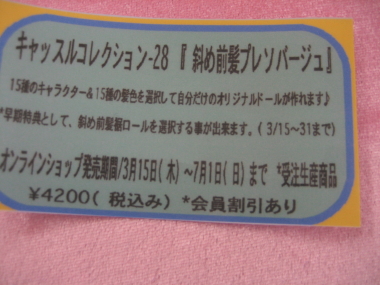 キャッスルコレクション-28 『 斜め前髪プレソバージュ』
15種のキャラクター&15種の髪色を選択して自分だけのオリジナルドールが作れます♪
*早期特典として、斜め前髪裾ロールを選択する事が出来ます。( 3/15～31まで)
オンラインショップ発売期間/3月15日( 木) ～7月1日( 日) まで *受注生産商品
¥4200( 税込み) *会員割引あり